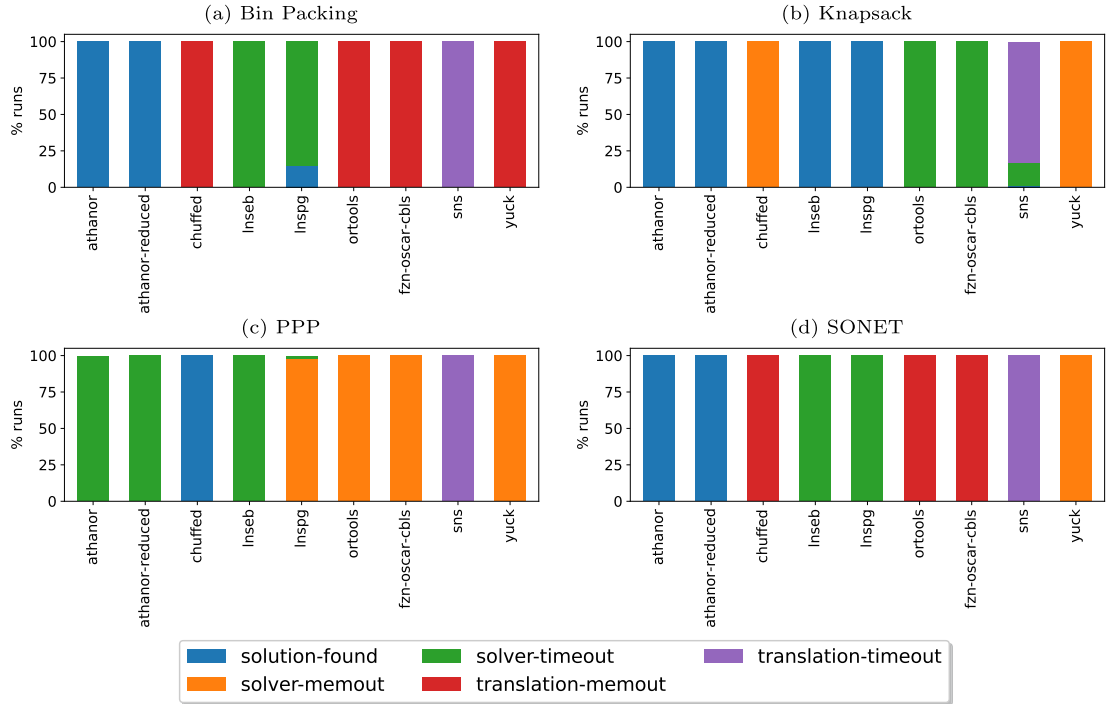 (a) Bin Packing
100
75
50
25
0
% runs
athanor
athanor-reduced
chuffed
lnseb
lnspg
ortools
fzn-oscar-cbls
sns
yuck
(b) Knapsack
100
75
50
25
0
% runs
athanor
athanor-reduced
chuffed
lnseb
lnspg
ortools
fzn-oscar-cbls
sns
yuck
(c) PPP
100
75
50
25
0
% runs
athanor
athanor-reduced
chuffed
lnseb
lnspg
ortools
fzn-oscar-cbls
sns
yuck
(d) SONET
100
75
50
25
0
% runs
athanor
athanor-reduced
chuffed
lnseb
lnspg
ortools
fzn-oscar-cbls
sns
yuck
solution-found
solver-memout
solver-timeout
translation-memout
translation-timeout